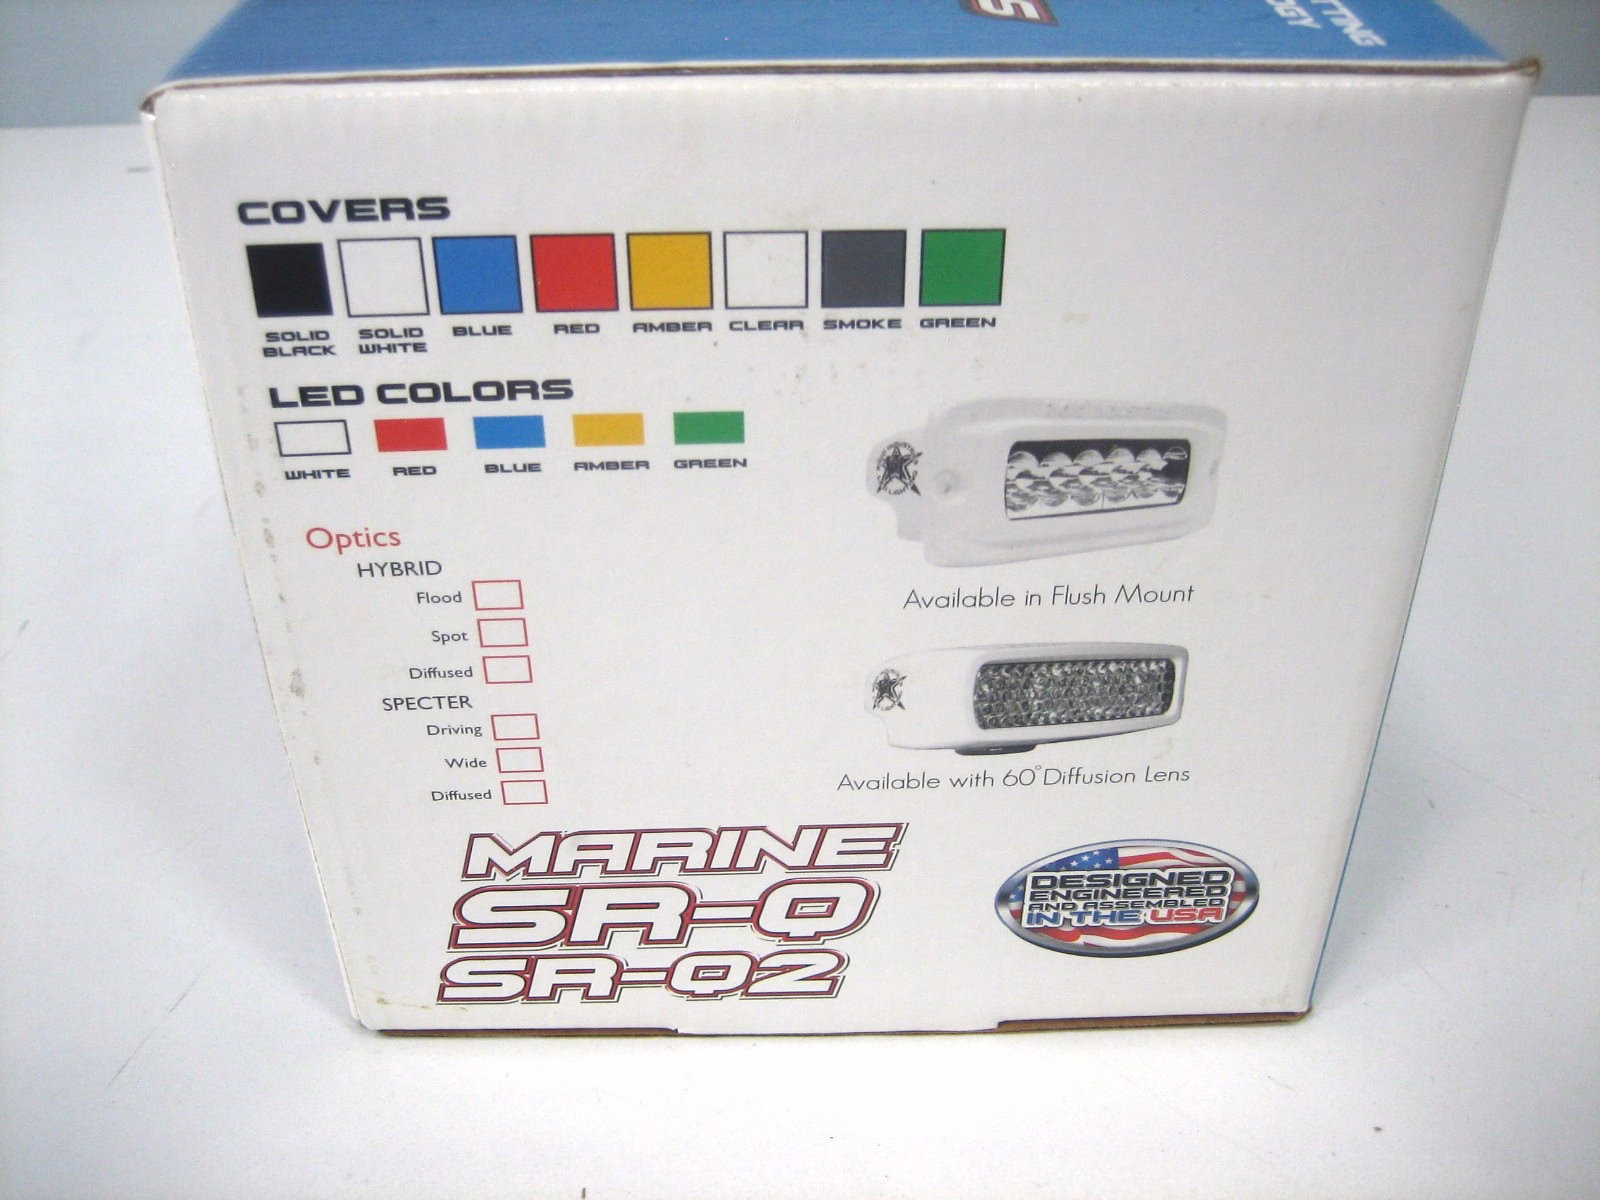 TTING
OGY
S
COVERS
SOLID BLACK
SOLID WHITE
BLUE
RED
AMBER
CLEAR
SMOKE
GREEN
LED COLORS
WHITE
RED
BLUE
AMBER
GREEN
Optics
HYBRID
Flood
Spot
Diffused
SPECTER
Driving
Wide
Diffused
Available in Flush Mount
Available with 60° Diffusion Lens
MARINE
SR-Q
SR-Q2
DESIGNED
ENGINEERED
AND ASSEMBLED
IN THE USA